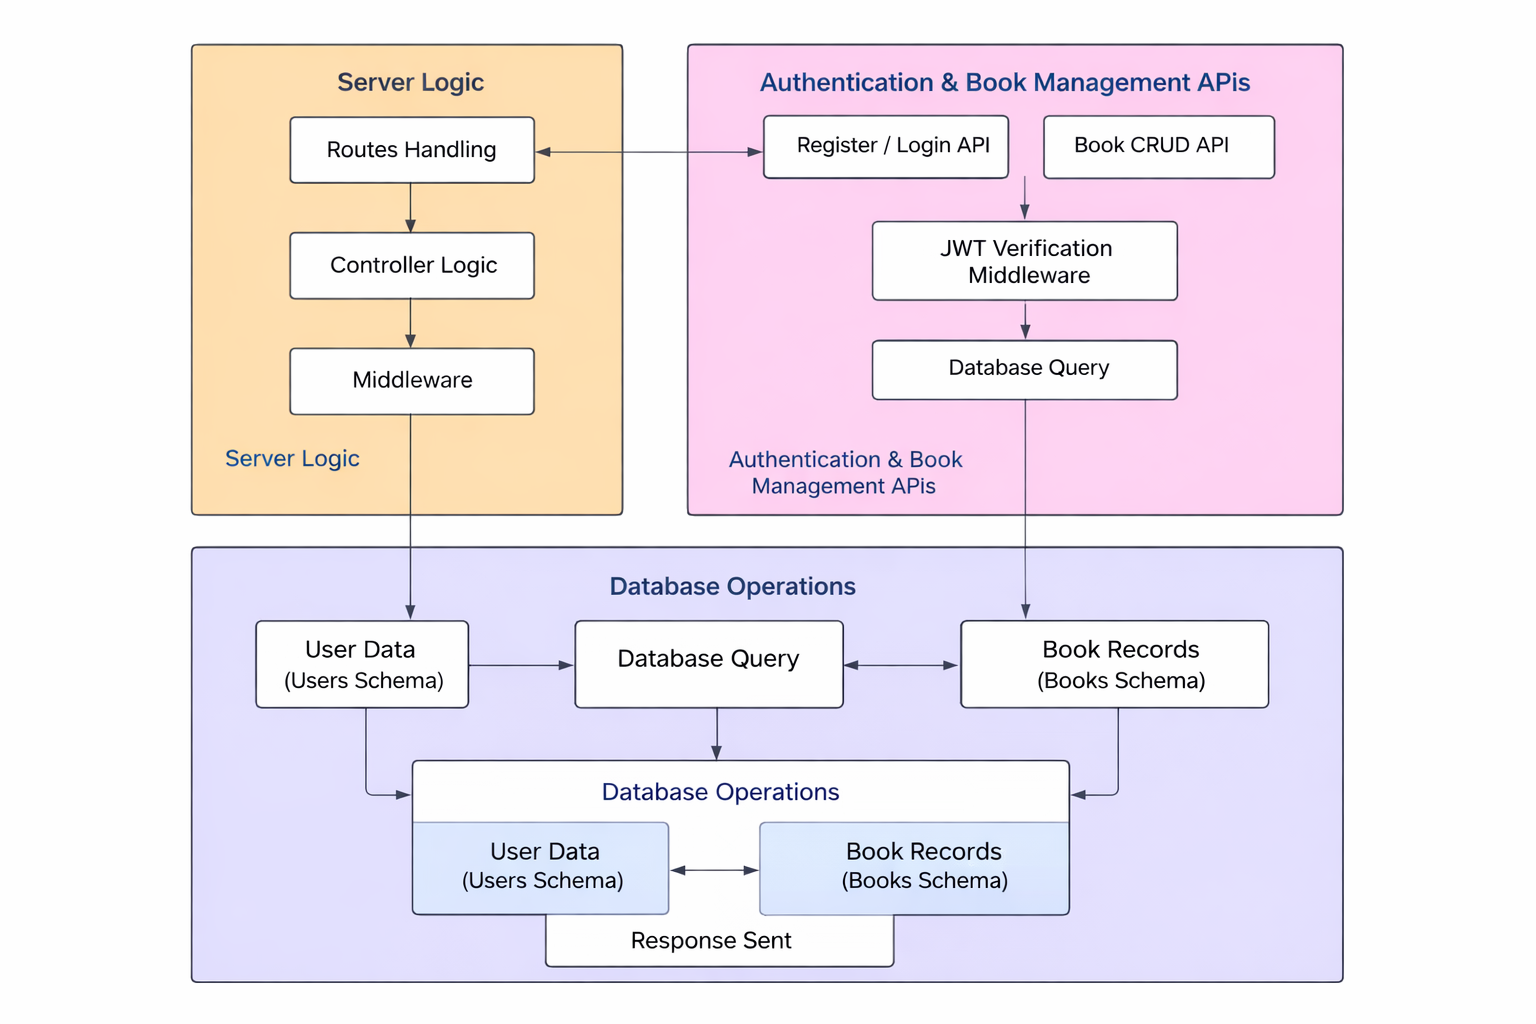 Server Logic
Routes Handling
Controller Logic
Middleware
Server Logic
Authentication & Book Management APis
Register / Login API
Book CRUD API
JWT Verification
Middleware
Database Query
Authentication & Book
Management APis
Database Operations
User Data
(Users Schema)
Database Query
Book Records
(Books Schema)
Database Operations
User Data
(Users Schema)
Book Records
(Books Schema)
Response Sent